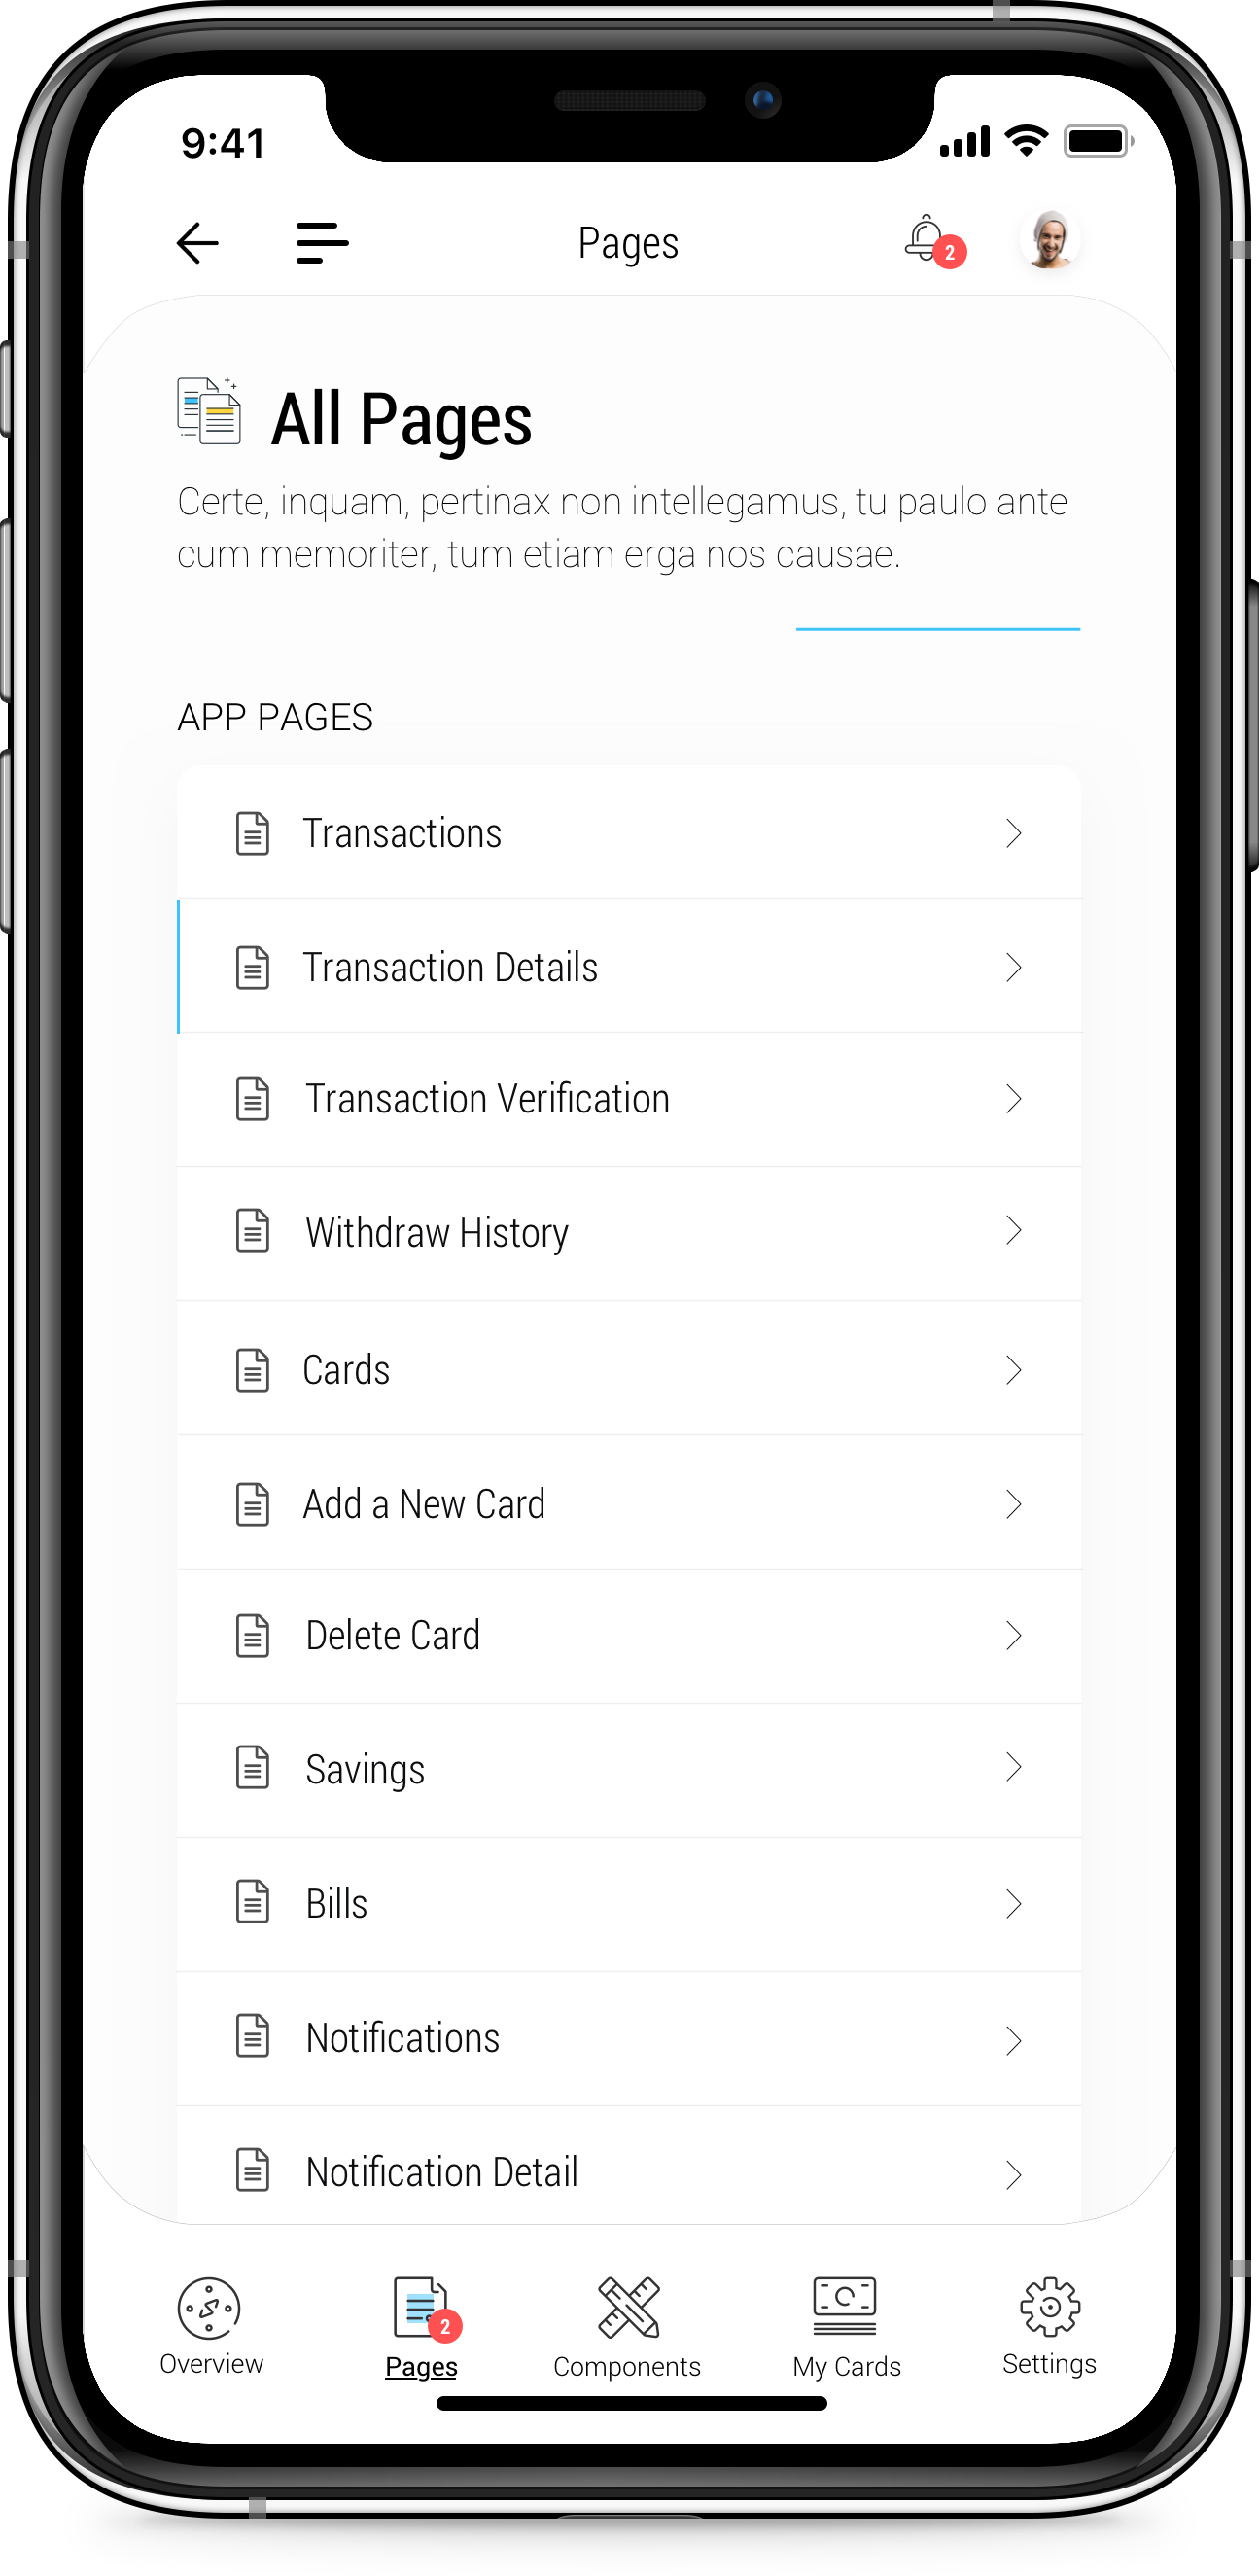 9:41
Pages
2
All Pages
Certe, inquam, pertinax non intellegamus, tu paulo ante
cum memoriter, tum etiam erga nos causae.
APP PAGES
Transactions
Transaction Details
Transaction Verification
Withdraw History
Cards
Add a New Card
Delete Card
Savings
Bills
Notifications
Notification Detail
2
Overview
Pages
Components
My Cards
Settings